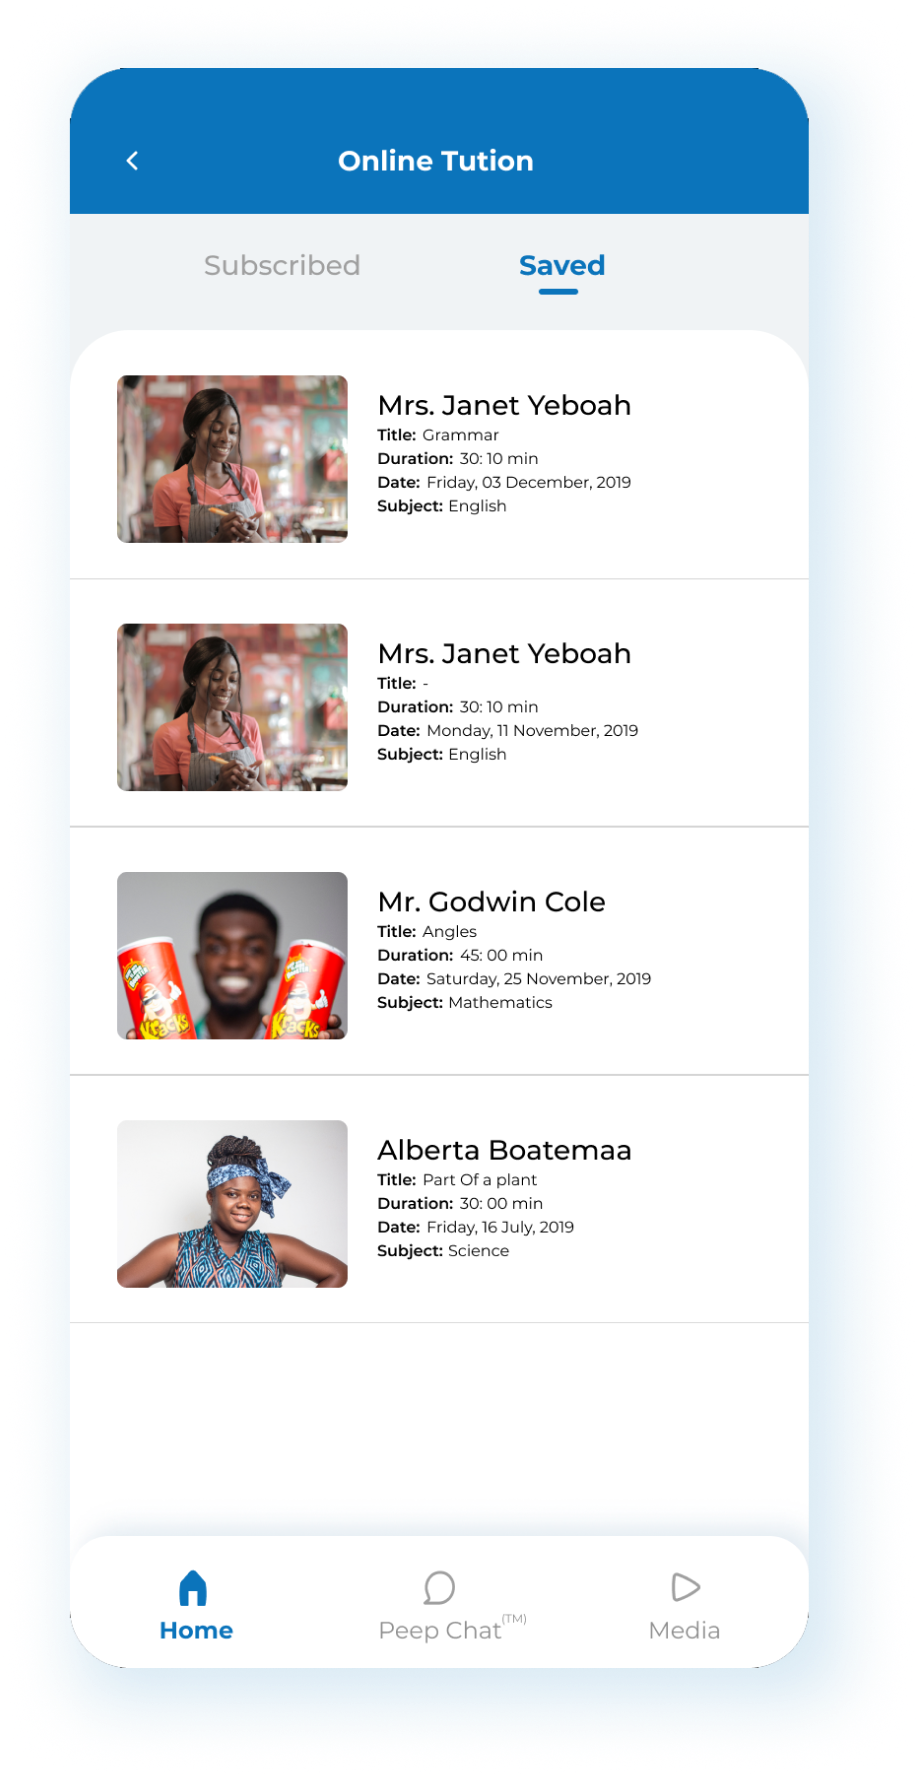 Online Tution
Subscribed
Saved
Mrs. Janet Yeboah
Title: Grammar
Duration: 30: 10 min
Date: Friday, 03 December, 2019
Subject: English
Mrs. Janet Yeboah
Title: -
Duration: 30: 10 min
Date: Monday, 11 November, 2019
Subject: English
Kracks
Kracks
Mr. Godwin Cole
Title: Angles
Duration: 45: 00 min
Date: Saturday, 25 November, 2019
Subject: Mathematics
Alberta Boatemaa
Title: Part Of a plant
Duration: 30: 00 min
Date: Friday, 16 July, 2019
Subject: Science
Home
Peep Chat(TM)
Media